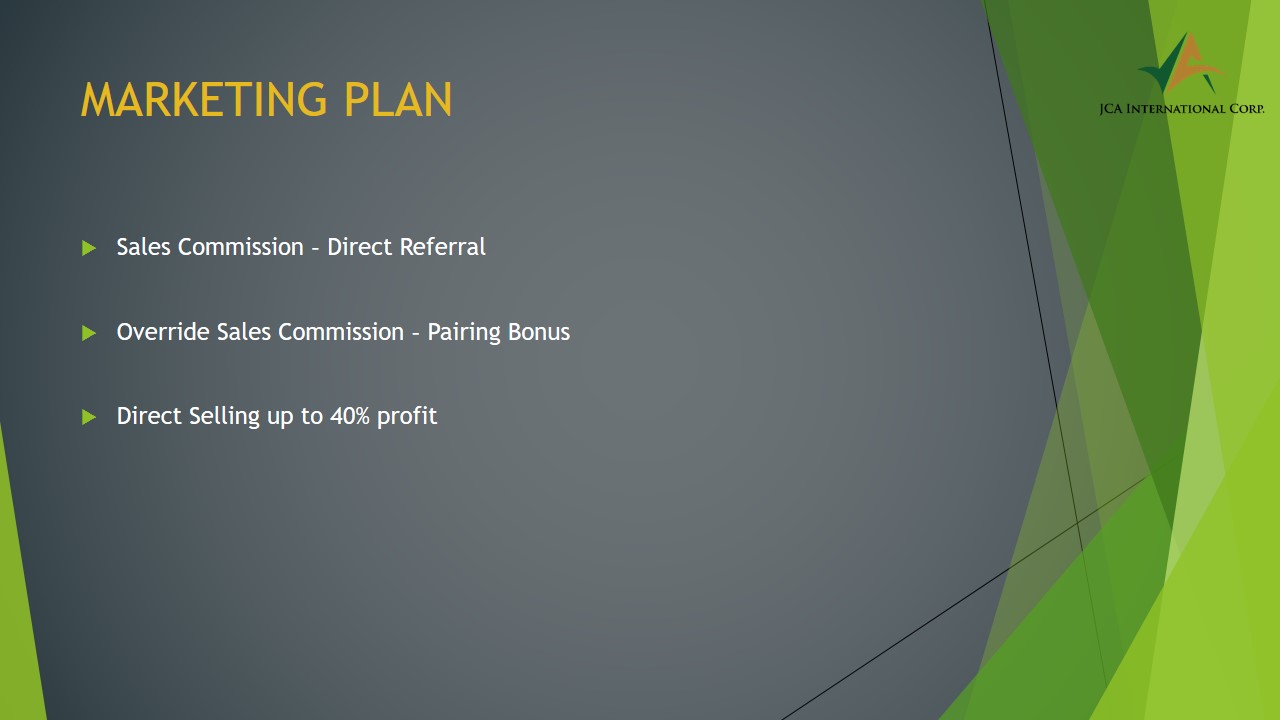 MARKETING PLAN
JCA INTERNATIONAL CORP.
Sales Commission – Direct Referral
Override Sales Commission - Pairing Bonus
Direct Selling up to 40% profit